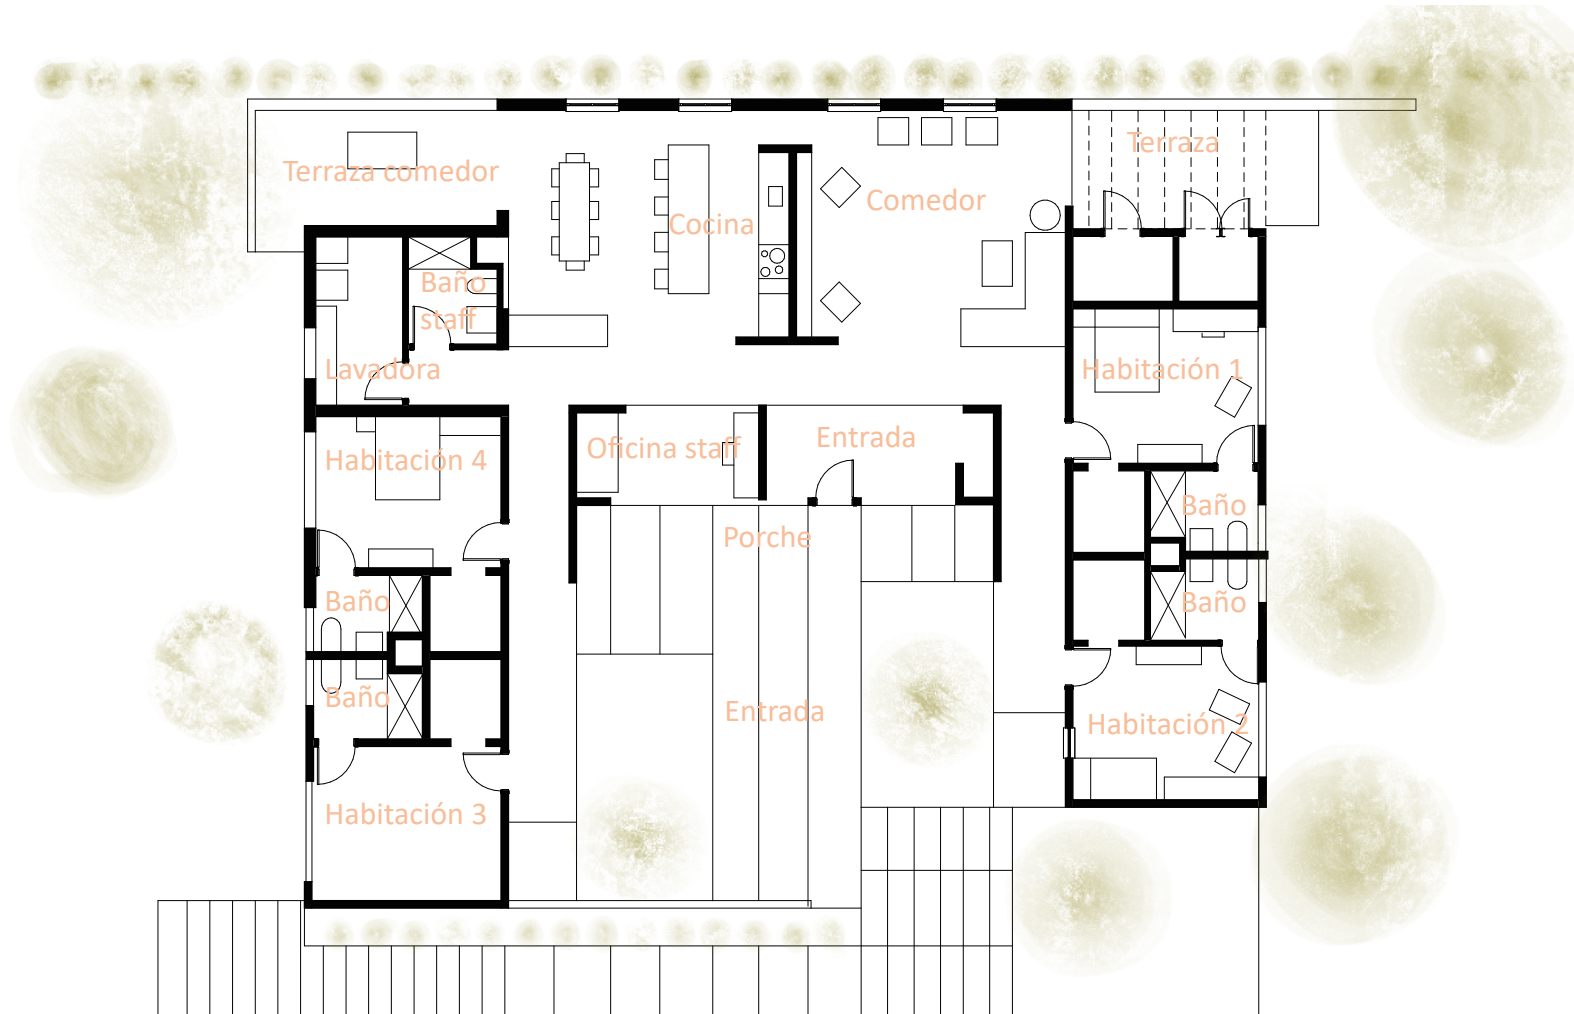 Terraza comedor
Terraza
Comedor
Cocina
Baño
staff
Lavadora
Habitación 1
Habitación 4
Oficina staff
Entrada
Baño
Porche
Baño
Baño
Baño
Entrada
Habitación 2
Habitación 3